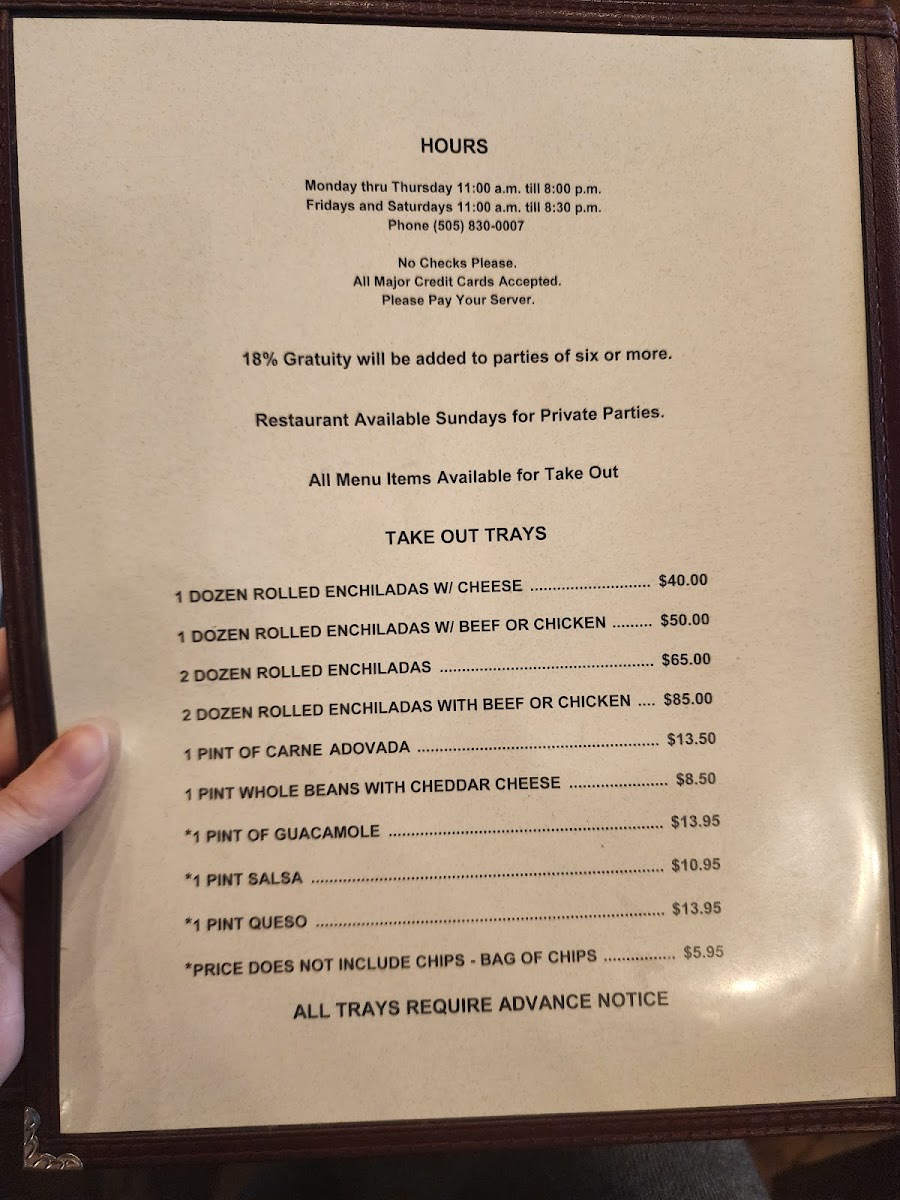 HOURS
Monday thru Thursday 11:00 a.m. till 8:00 p.m.
Fridays and Saturdays 11:00 a.m. till 8:30 p.m.
Phone (505) 830-0007
No Checks Please.
All Major Credit Cards Accepted.
Please Pay Your Server.
18% Gratuity will be added to parties of six or more.
Restaurant Available Sundays for Private Parties.
All Menu Items Available for Take Out
TAKE OUT TRAYS
1 DOZEN ROLLED ENCHILADAS W/ CHEESE ........................... $40.00
1 DOZEN ROLLED ENCHILADAS W/ BEEF OR CHICKEN ......... $50.00
2 DOZEN ROLLED ENCHILADAS ................................................ $65.00
2 DOZEN ROLLED ENCHILADAS WITH BEEF OR CHICKEN .... $85.00
1 PINT OF CARNE ADOVADA ...................................................... $13.50
1 PINT WHOLE BEANS WITH CHEDDAR CHEESE ...................... $8.50
*1 PINT OF GUACAMOLE .............................................................. $13.95
*1 PINT SALSA ............................................................................... $10.95
*1 PINT QUESO .............................................................................. $13.95
*PRICE DOES NOT INCLUDE CHIPS - BAG OF CHIPS ................ $5.95
ALL TRAYS REQUIRE ADVANCE NOTICE